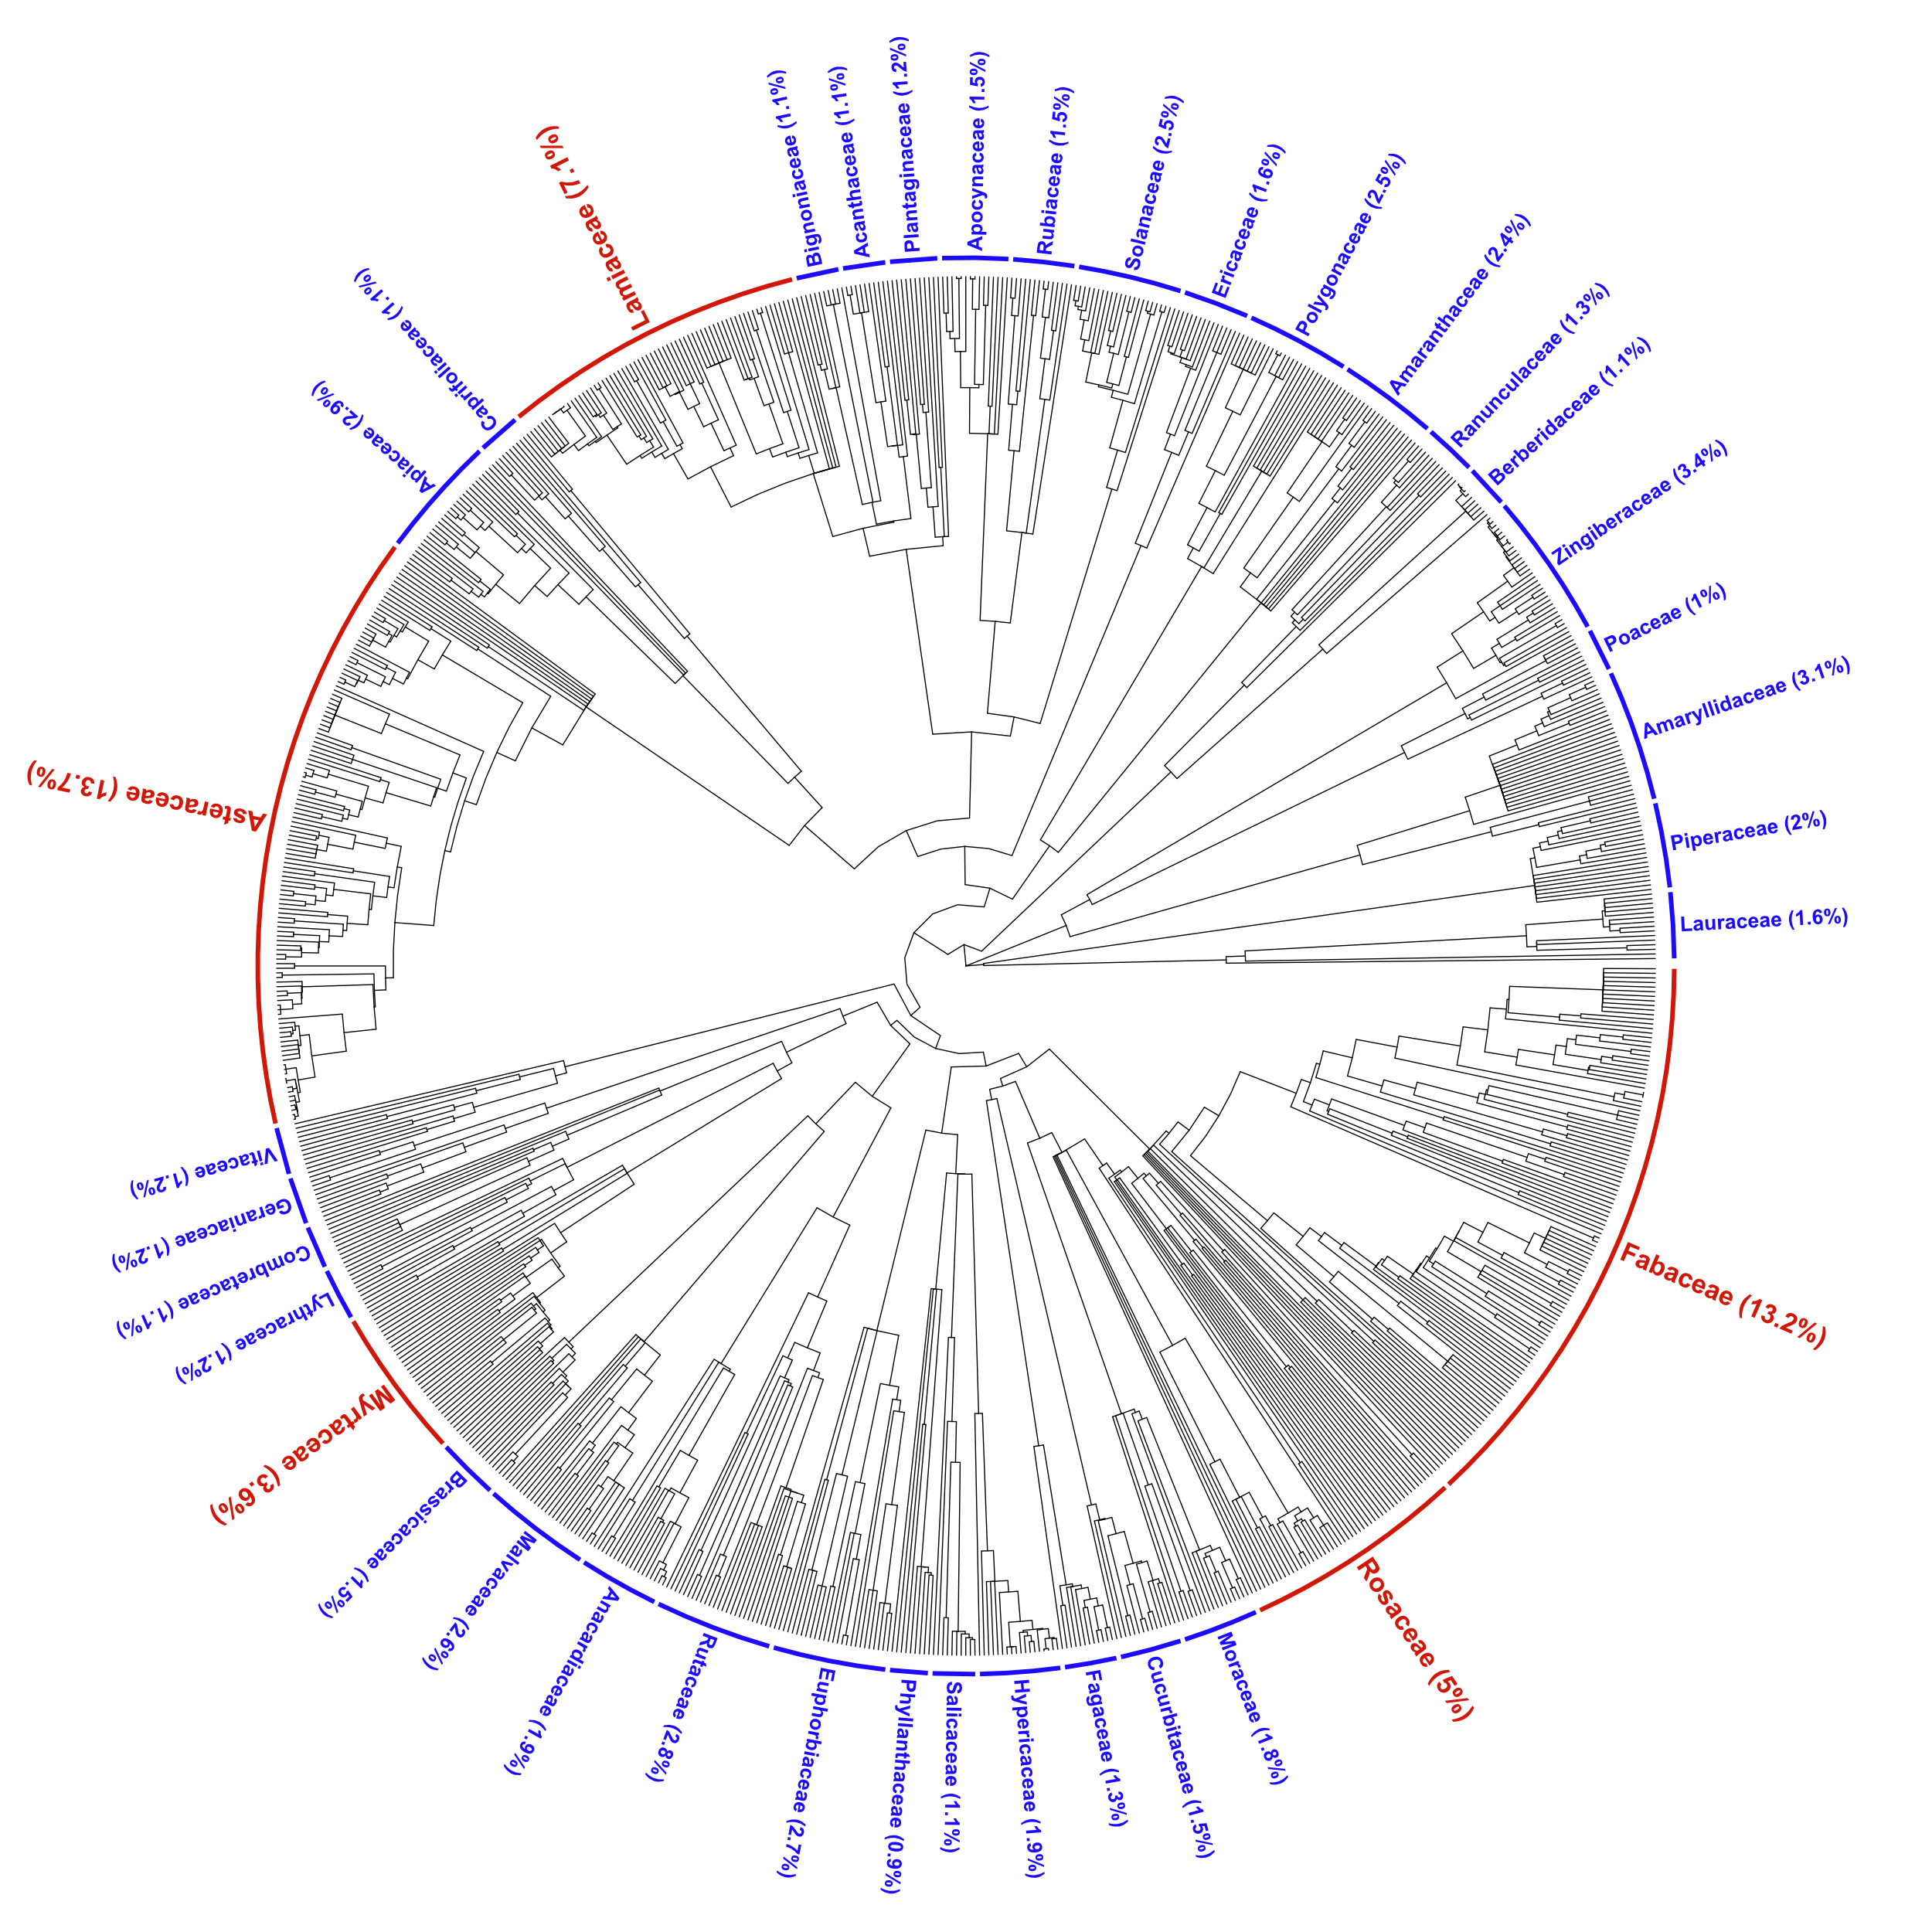 Bignoniaceae (1.1%)
Acanthaceae (1.1%)
Plantaginaceae (1.2%)
Apocynaceae (1.5%)
Rubiaceae (1.5%)
Solanaceae (2.5%)
Ericaceae (1.6%)
Polygonaceae (2.5%)
Amaranthaceae (2.4%)
Ranunculaceae (1.3%)
Berberidaceae (1.1%)
Zingiberaceae (3.4%)
Poaceae (1%)
Amaryllidaceae (3.1%)
Piperaceae (2%)
Lauraceae (1.6%)
Fabaceae (13.2%)
Rosaceae (5%)
Moraceae (1.8%)
Cucurbitaceae (1.5%)
Fagaceae (1.3%)
Hypericaceae (1.9%)
Salicaceae (1.1%)
Phyllanthaceae (0.9%)
Euphorbiaceae (2.7%)
Rutaceae (2.8%)
Anacardiaceae (1.9%)
Malvaceae (2.6%)
Brassicaceae (1.5%)
Myrtaceae (3.6%)
Lythraceae (1.2%)
Combretaceae (1.1%)
Geraniaceae (1.2%)
Vitaceae (1.2%)
Asteraceae (13.7%)
Apiaceae (2.9%)
Caprifoliaceae (1.1%)
Lamiaceae (7.1%)